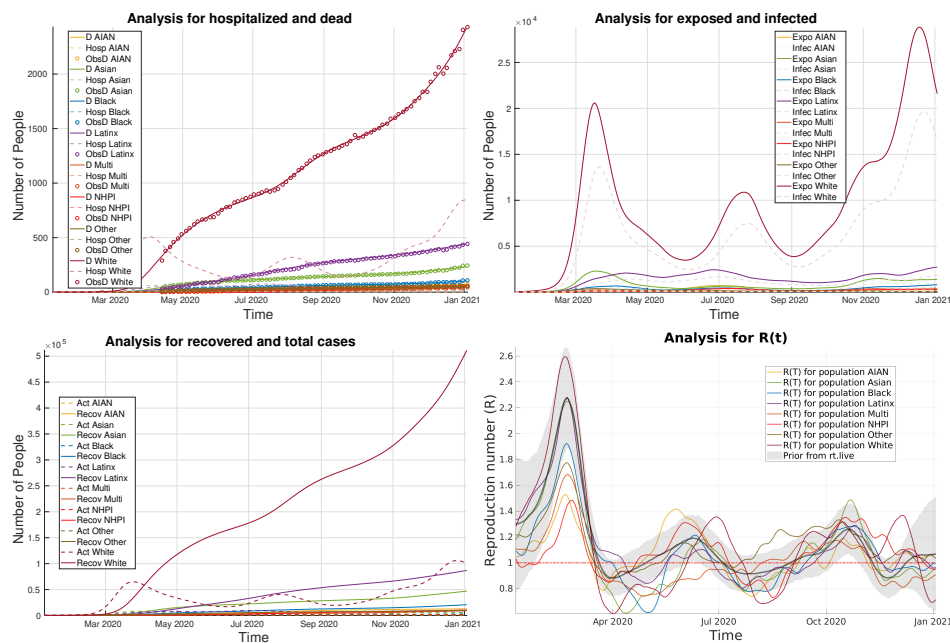 Analysis for hospitalized and dead
Number of People
2000
1500
1000
500
0
D AIAN
Hosp AIAN
ObsD AIAN
D Asian
Hosp Asian
ObsD Asian
D Black
Hosp Black
ObsD Black
D Latinx
Hosp Latinx
ObsD Latinx
D Multi
Hosp Multi
ObsD Multi
D NHPI
Hosp NHPI
ObsD NHPI
D Other
Hosp Other
ObsD Other
D White
Hosp White
ObsD White
Mar 2020 May 2020 Jul 2020 Sep 2020 Nov 2020 Jan 2021
Time
Analysis for exposed and infected
×10⁴
Number of People
2.5
2
1.5
1
0.5
0
Expo AIAN
Infec AIAN
Expo Asian
Infec Asian
Expo Black
Infec Black
Expo Latinx
Infec Latinx
Expo Multi
Infec Multi
Expo NHPI
Infec NHPI
Expo Other
Infec Other
Expo White
Infec White
Mar 2020 May 2020 Jul 2020 Sep 2020 Nov 2020 Jan 2021
Time
Analysis for recovered and total cases
×10⁵
Number of People
5
4.5
4
3.5
3
2.5
2
1.5
1
0.5
0
Act AIAN
Recov AIAN
Act Asian
Recov Asian
Act Black
Recov Black
Act Latinx
Recov Latinx
Act Multi
Recov Multi
Act NHPI
Recov NHPI
Act Other
Recov Other
Act White
Recov White
Mar 2020 May 2020 Jul 2020 Sep 2020 Nov 2020 Jan 2021
Time
Analysis for R(t)
Reproduction number (R)
2.6
2.4
2.2
2
1.8
1.6
1.4
1.2
1
0.8
R(T) for population AIAN
R(T) for population Asian
R(T) for population Black
R(T) for population Latinx
R(T) for population Multi
R(T) for population NHPI
R(T) for population Other
R(T) for population White
Prior from rt.live
Apr 2020 Jul 2020 Oct 2020 Jan 2021
Time